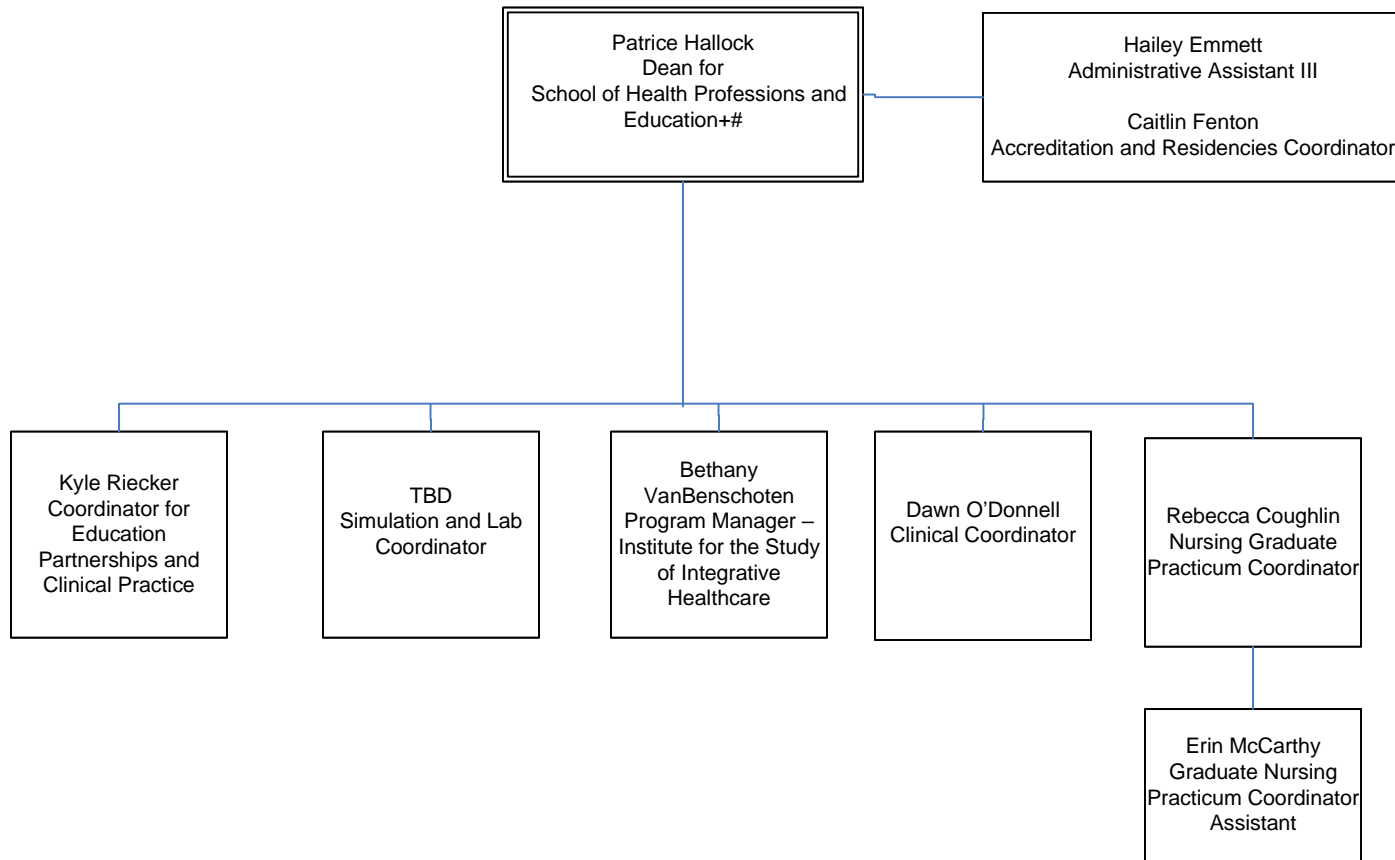 Patrice Hallock
Dean for
School of Health Professions and
Education+#
Hailey Emmett
Administrative Assistant III
Caitlin Fenton
Accreditation and Residencies Coordinator
Kyle Riecker
Coordinator for
Education
Partnerships and
Clinical Practice
TBD
Simulation and Lab
Coordinator
Bethany
VanBenschoten
Program Manager –
Institute for the Study
of Integrative
Healthcare
Dawn O’Donnell
Clinical Coordinator
Rebecca Coughlin
Nursing Graduate
Practicum Coordinator
Erin McCarthy
Graduate Nursing
Practicum Coordinator
Assistant